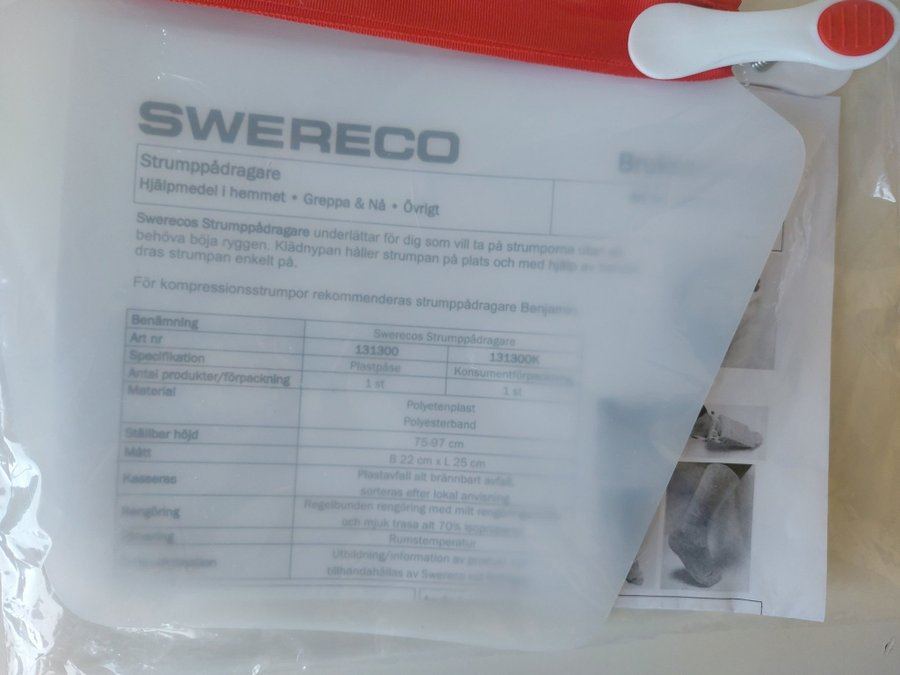 SWERECO
Strumppådragare
Hjälpmedel i hemmet • Greppa & Nå • Övrigt
Swerecos Strumppådragare underlättar för dig som vill ta på strumporna utan att
behöva böja ryggen. Klädnypan håller strumpan på plats och med hjälp av
dras strumpan enkelt på.
För kompressionsstrumpor rekommenderas strumppådragare Benjamin
Benämning Swerecos Strumppådragare
Art nr 131300 131300K
Specifikation Plastpåse Konsumentförpackning
Antal produkter/förpackning 1 st 1 st
Material Polyetenplast
Polyesterband
Ställbar höjd 75-97 cm
Mått B 22 cm x L 25 cm
Kasseras Plastavfall alt brännbart avfall,
sorteras efter lokal anvisning
Rengöring Regelbunden rengöring med milt
och mjuk trasa alt 70%
Rumstemperatur
Utbildning/information av
tillhandahålles av Swereco